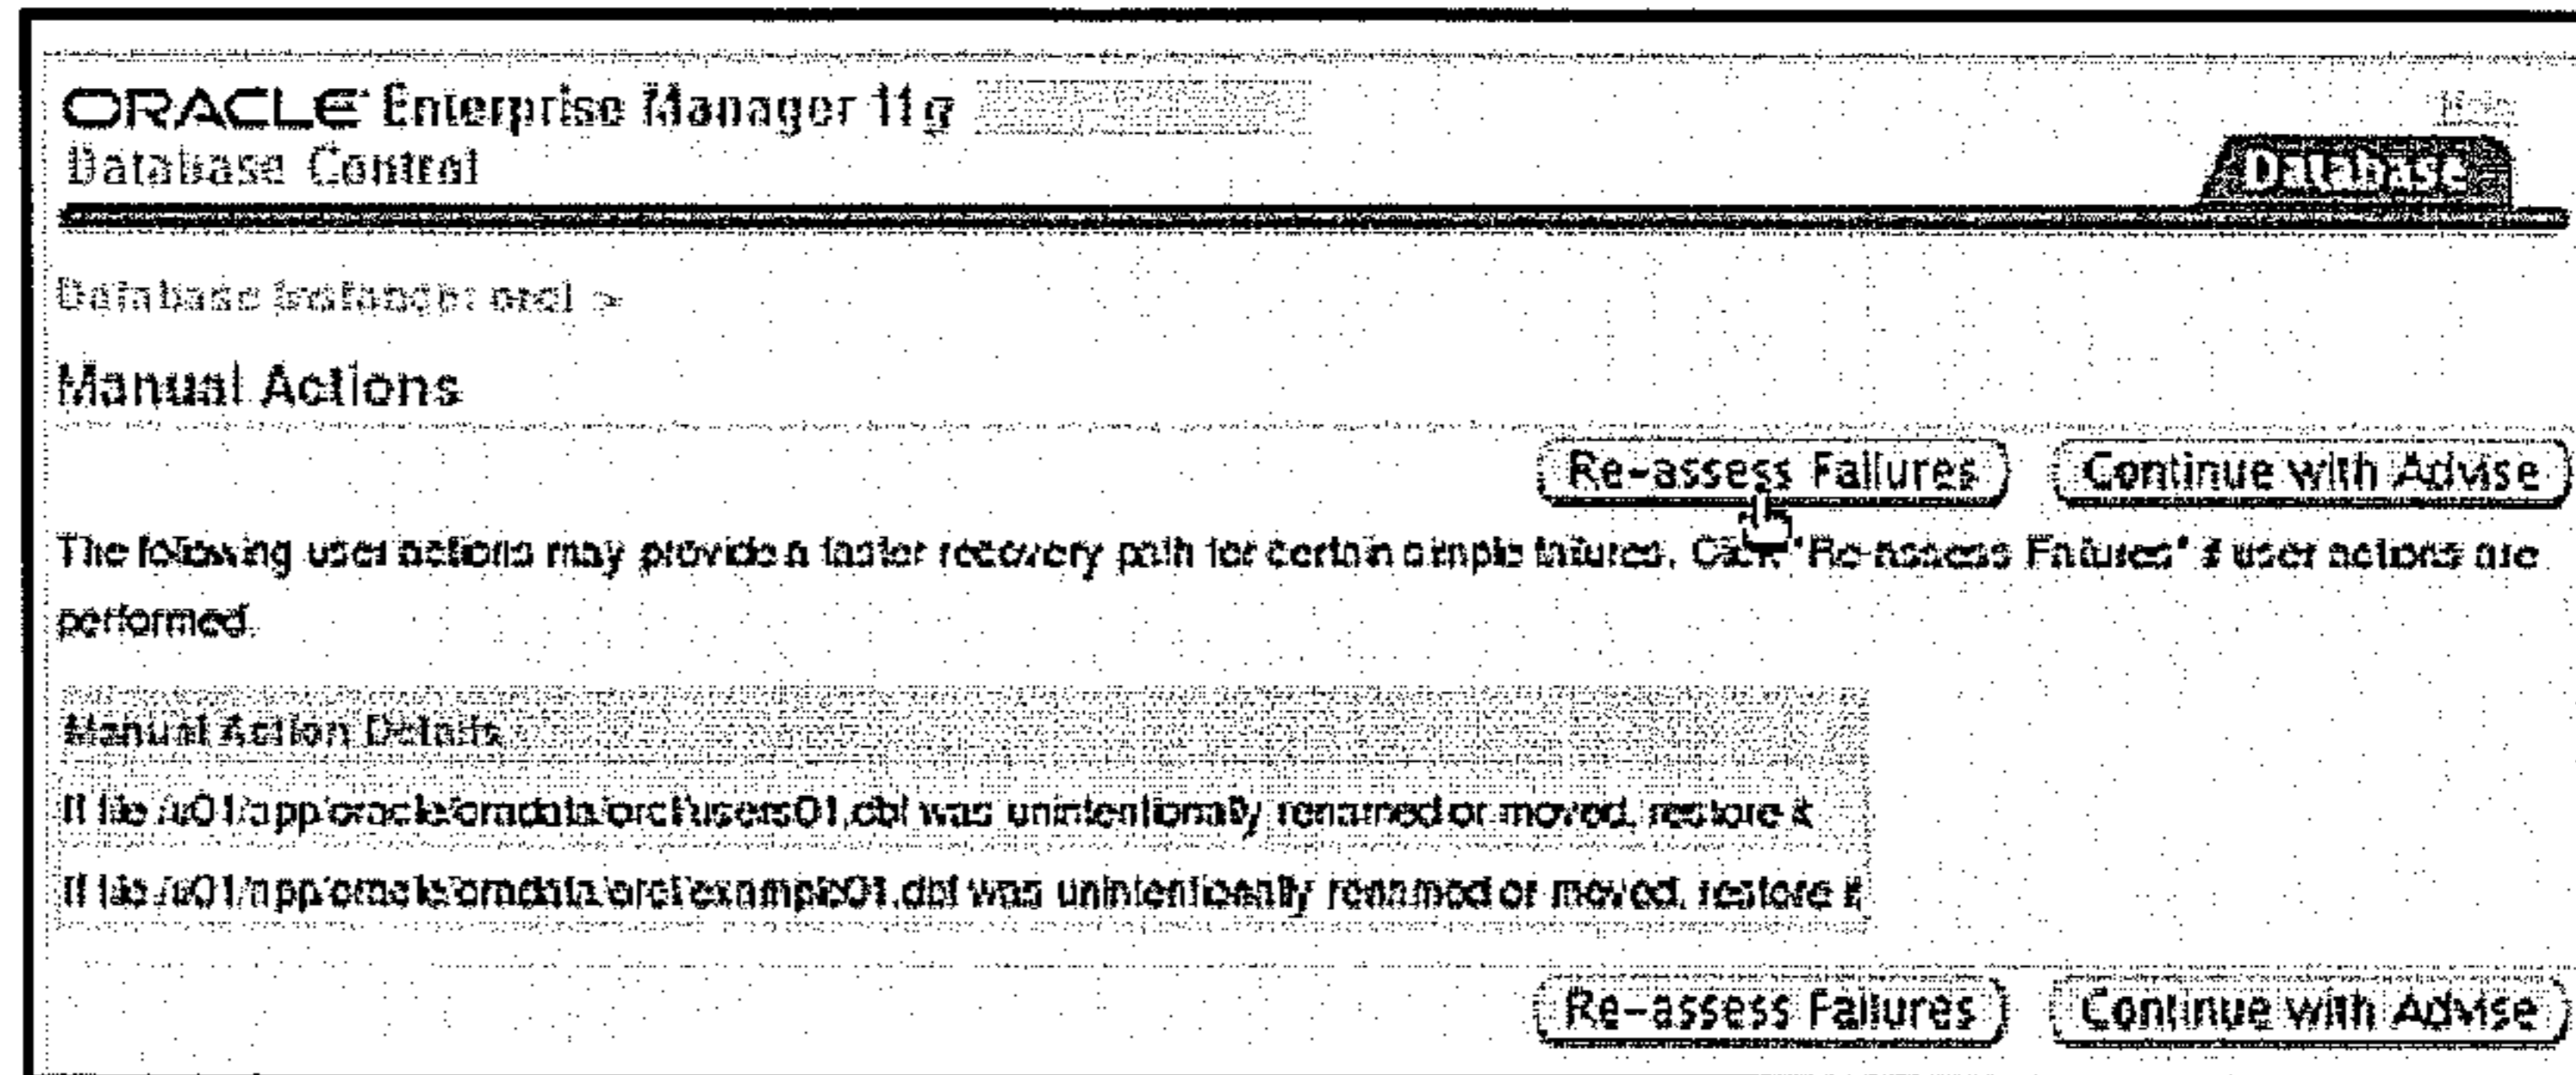 ORACLE Enterprise Manager 11g
Help
Database Control
Database
Database Instance: orcl >
Manual Actions
Re-assess Failures Continue with Advise
The following user actions may provide a faster recovery path for certain simple failures. Click "Re-assess Failures" if user actions are
performed.
Manual Action Details
If file /u01/app/oracle/oradata/orcl/users01.dbf was unintentionally renamed or moved, restore it
If file /u01/app/oracle/oradata/orcl/example01.dbf was unintentionally renamed or moved, restore it
Re-assess Failures Continue with Advise